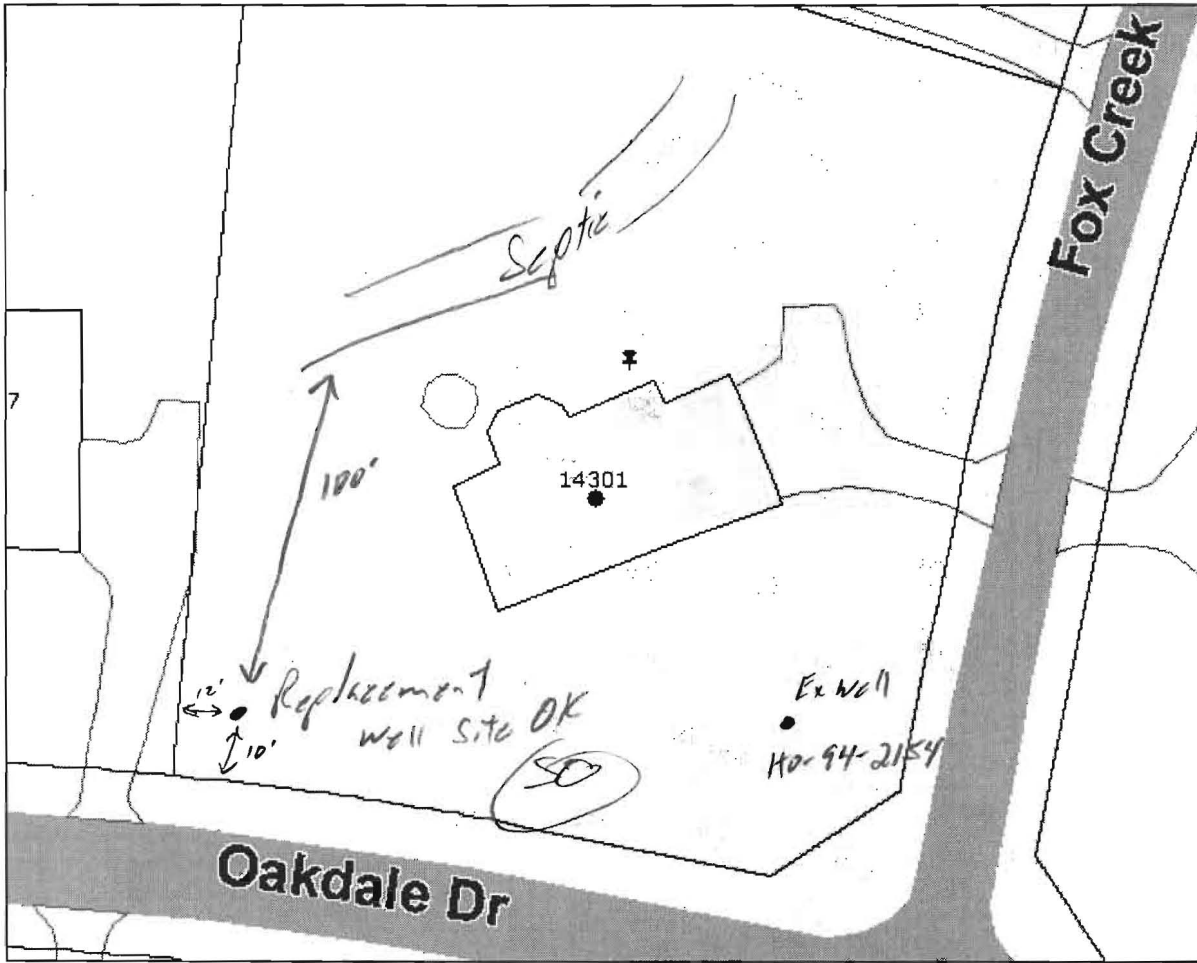 Fox Creek
Septic
7
100'
14301
12'
Replacement
well Site OK
Ex Well
10'
HO-94-2154
Oakdale Dr